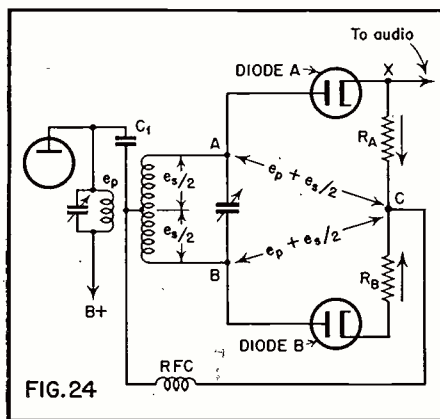 To audio
DIODE A
X
C1
RA
A
ep
es/2
ep + es/2
C
es/2
ep + es/2
B
RB
B+
DIODE B
RFC
FIG.24